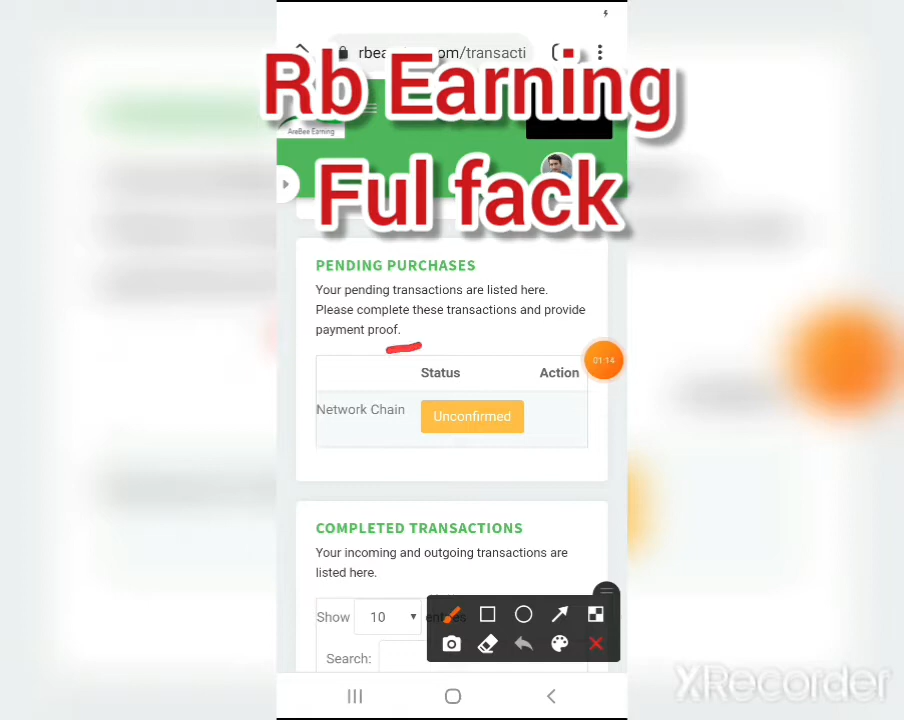 Rb Earning
Ful fack
AreBee Earning
PENDING PURCHASES
Your pending transactions are listed here.
Please complete these transactions and provide
payment proof.
01:14
Status Action
Network Chain Unconfirmed
COMPLETED TRANSACTIONS
Your incoming and outgoing transactions are
listed here.
Show 10
Search:
XRecorder